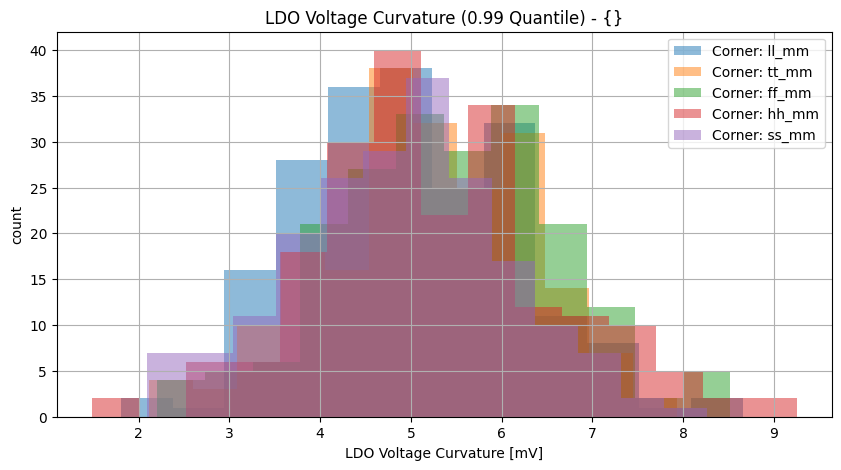 LDO Voltage Curvature (0.99 Quantile) - {}
40
35
30
25
20
15
10
5
0
count
Corner: ll_mm
Corner: tt_mm
Corner: ff_mm
Corner: hh_mm
Corner: ss_mm
2 3 4 5 6 7 8 9
LDO Voltage Curvature [mV]